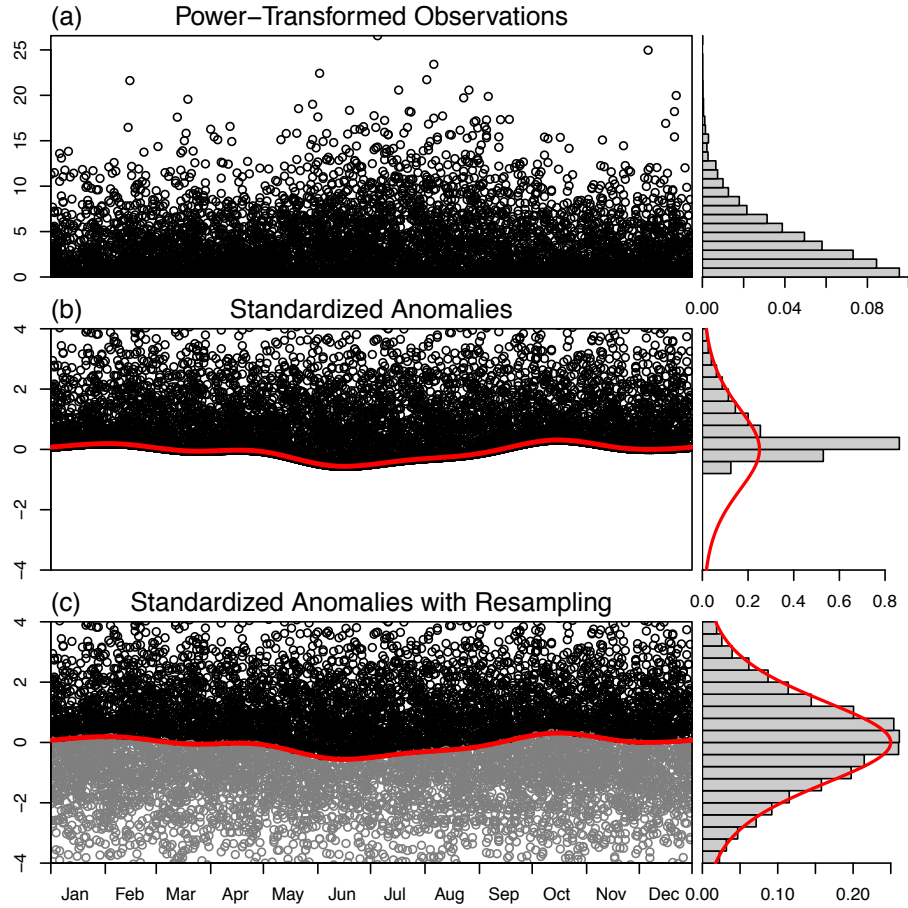 (a) Power−Transformed Observations
25
20
15
10
5
0
0.00 0.04 0.08
(b) Standardized Anomalies
4
2
0
−2
−4
0.0 0.2 0.4 0.6 0.8
(c) Standardized Anomalies with Resampling
4
2
0
−2
−4
Jan Feb Mar Apr May Jun Jul Aug Sep Oct Nov Dec
0.00 0.10 0.20